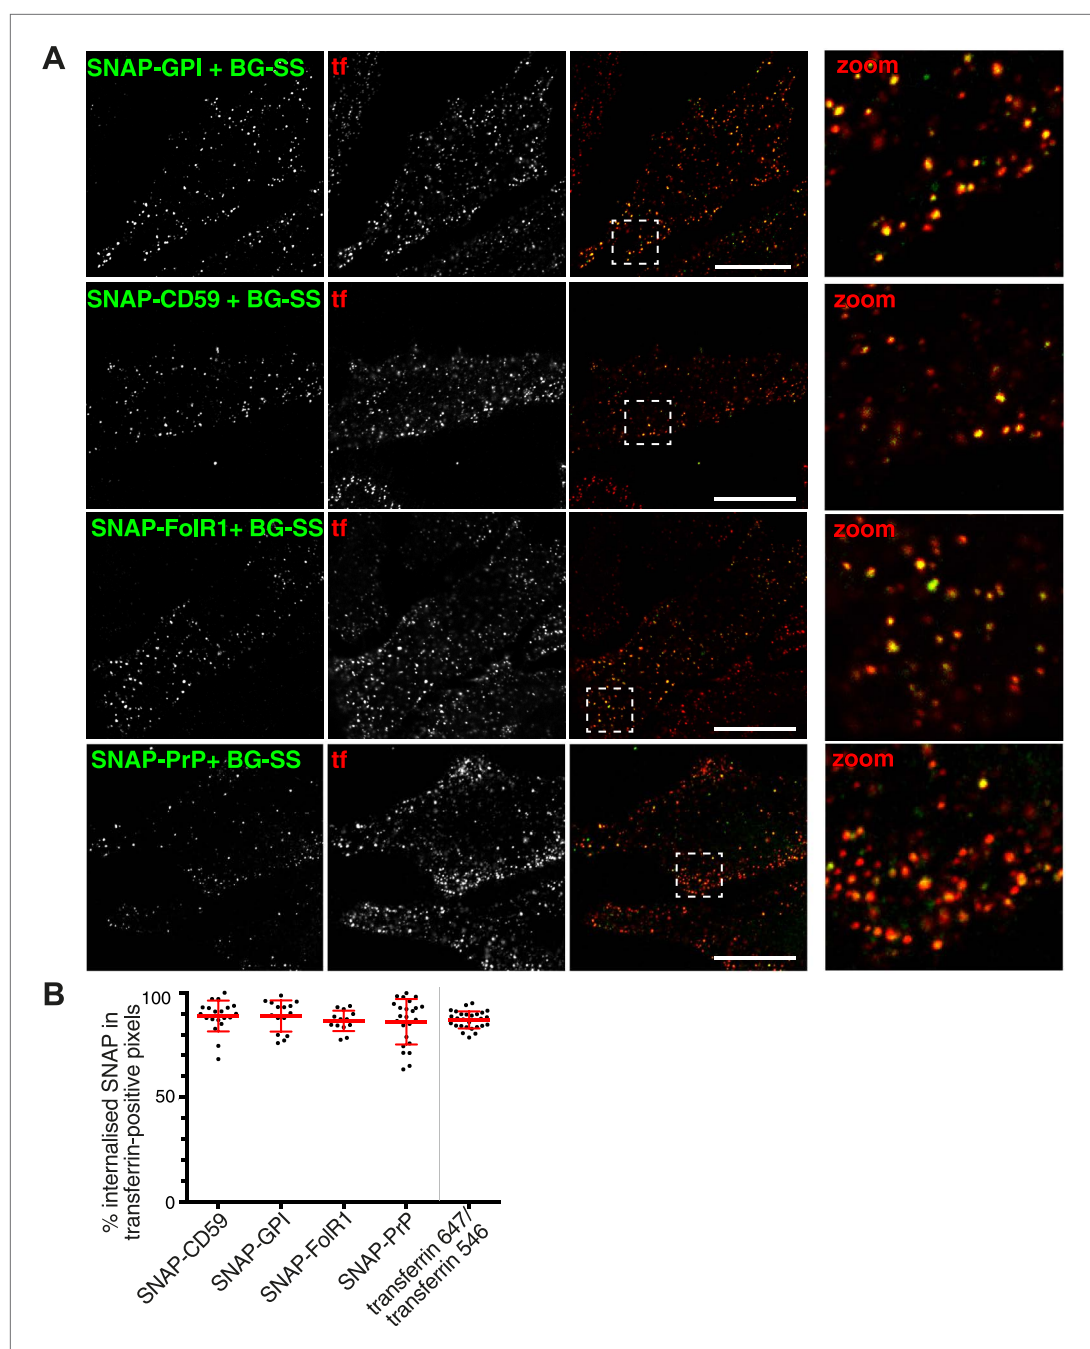 A
SNAP-GPI + BG-SS
tf
zoom
SNAP-CD59 + BG-SS
tf
zoom
SNAP-FolR1+ BG-SS
tf
zoom
SNAP-PrP+ BG-SS
tf
zoom
B
% internalised SNAP in
transferrin-positive pixels
100
50
0
SNAP-CD59
SNAP-GPI
SNAP-FolR1
SNAP-PrP
transferrin 647/
transferrin 546